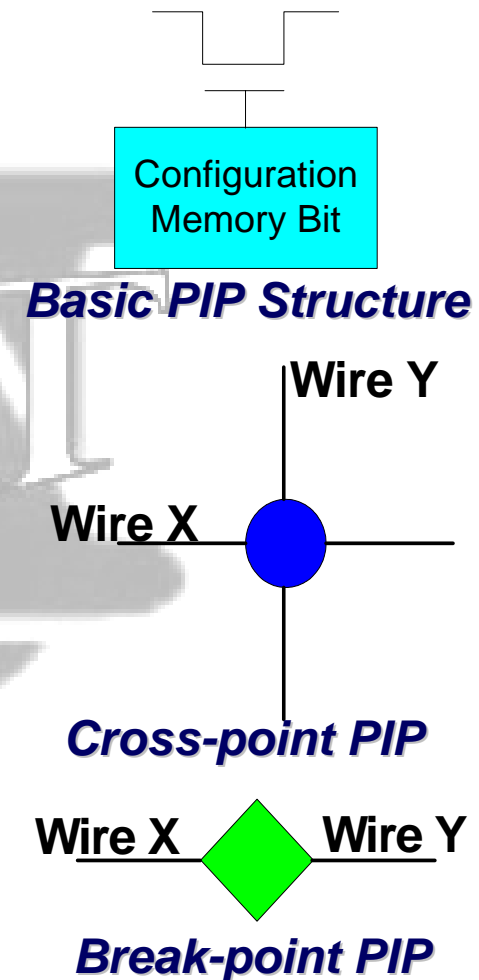 Configuration
Memory Bit
Basic PIP Structure
Wire Y
Wire X
Cross-point PIP
Wire X Wire Y
Break-point PIP